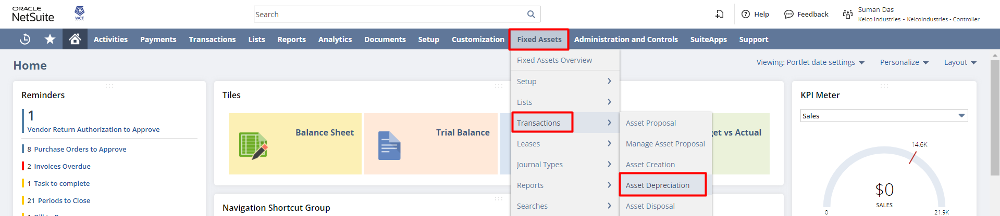 ORACLE
NetSuite
WCT
Search
Help
Feedback
Suman Das
Kelco Industries - KelcoIndustries - Controller
Activities
Payments
Transactions
Lists
Reports
Analytics
Documents
Setup
Customization
Fixed Assets
Administration and Controls
SuiteApps
Support
Home
Viewing: Portlet date settings
Personalize
Layout
Fixed Assets Overview
Setup
Lists
Transactions
Leases
Journal Types
Reports
Searches
Asset Proposal
Manage Asset Proposal
Asset Creation
Asset Depreciation
Asset Disposal
Reminders
1
Vendor Return Authorization to Approve
8 Purchase Orders to Approve
2 Invoices Overdue
1 Task to complete
21 Periods to Close
Tiles
Balance Sheet
Trial Balance
get vs Actual
Navigation Shortcut Group
KPI Meter
Sales
14.6K
$0
SALES
0
21.9K